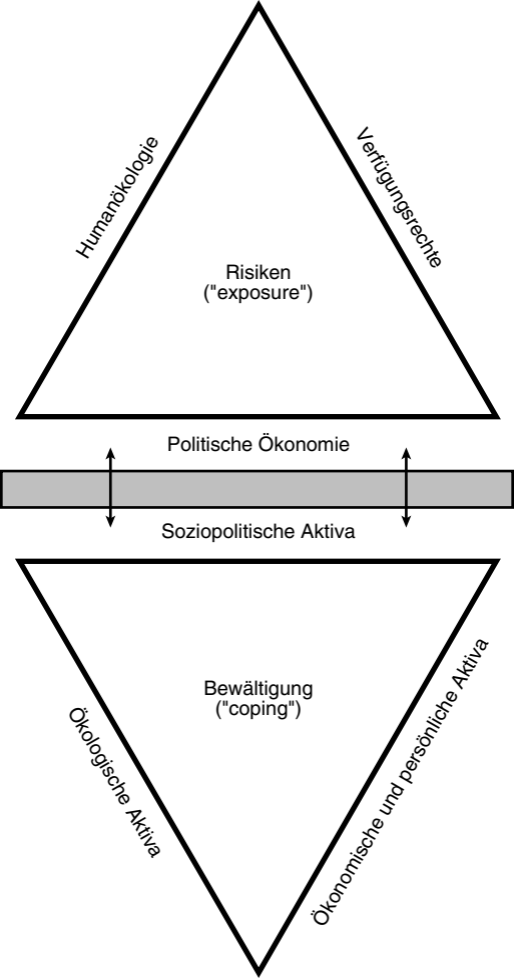 Humanökologie
Verfügungsrechte
Risiken
("exposure")
Politische Ökonomie
Soziopolitische Aktiva
Bewältigung
("coping")
Ökologische Aktiva
Ökonomische und persönliche Aktiva